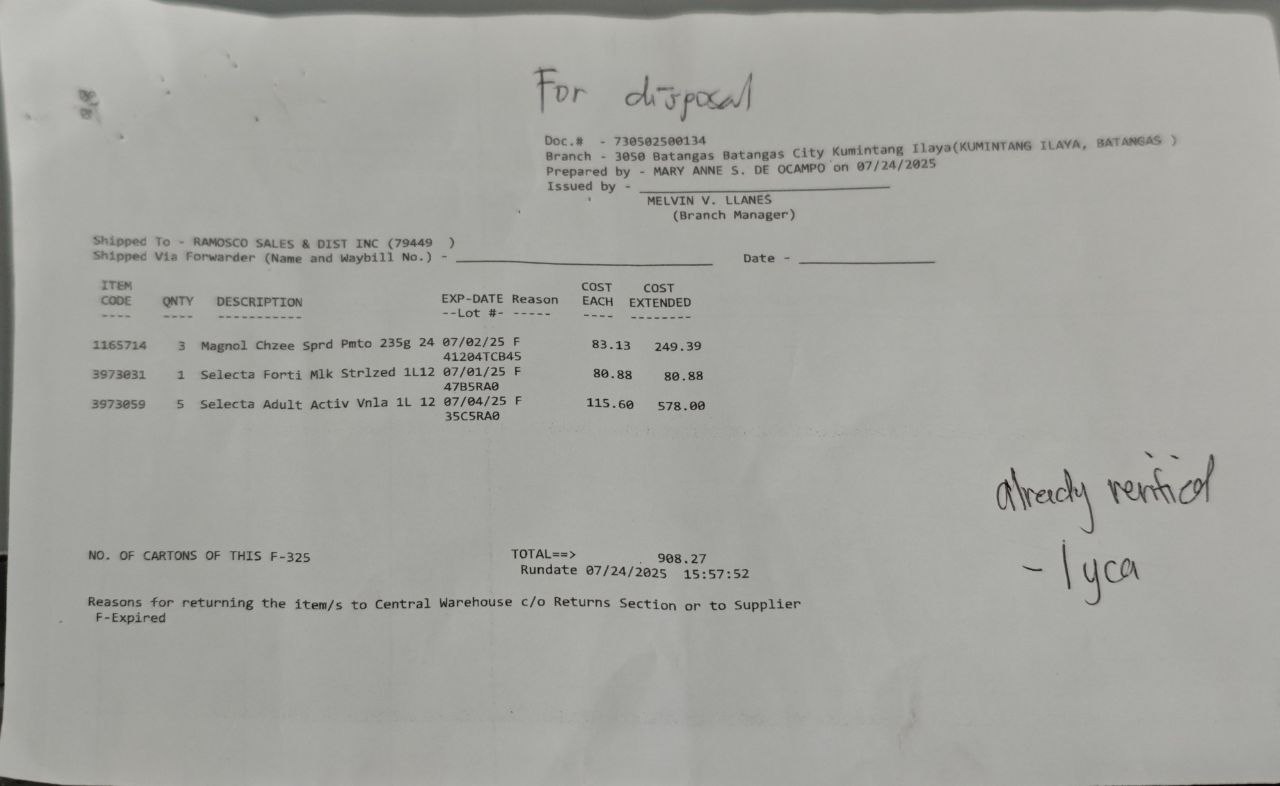 For disposal
Doc.# - 730502500134
Branch - 3050 Batangas Batangas City Kumintang Ilaya(KUMINTANG ILAYA, BATANGAS )
Prepared by - MARY ANNE S. DE OCAMPO on 07/24/2025
Issued by -
MELVIN V. LLANES
(Branch Manager)
Shipped To - RAMOSCO SALES & DIST INC (79449 )
Shipped Via Forwarder (Name and Waybill No.) - Date -
ITEM COST COST
CODE QNTY DESCRIPTION EXP-DATE Reason EACH EXTENDED
---- ---- ----------- --Lot #- ----- ---- --------
1165714 3 Magnol Chzee Sprd Pmto 235g 24 07/02/25 F 83.13 249.39
41204TCB45
3973031 1 Selecta Forti Mlk Strlzed 1L12 07/01/25 F 80.88 80.88
47B5RA0
3973059 5 Selecta Adult Activ Vnla 1L 12 07/04/25 F 115.60 578.00
35C5RA0
already verified
- lyca
NO. OF CARTONS OF THIS F-325 TOTAL==> 908.27
Rundate 07/24/2025 15:57:52
Reasons for returning the item/s to Central Warehouse c/o Returns Section or to Supplier
F-Expired